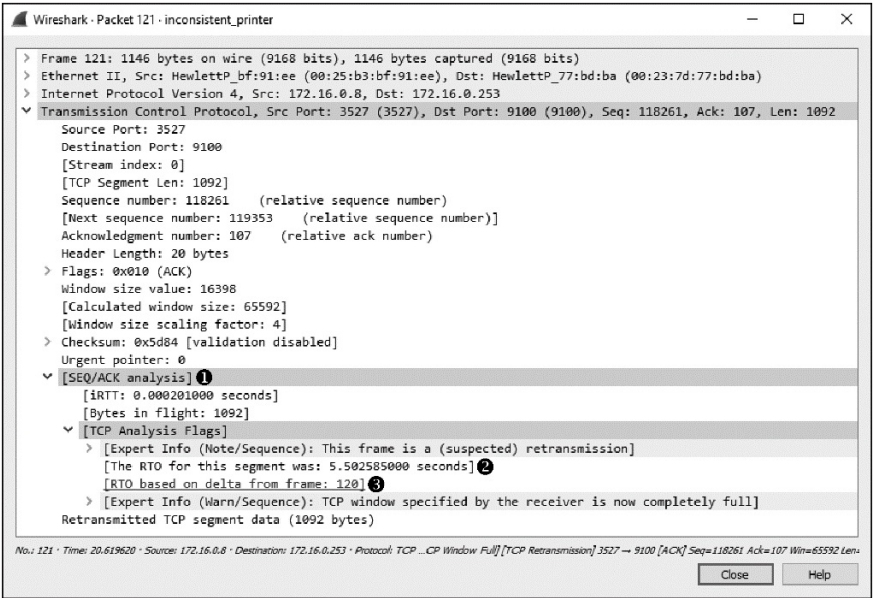 Wireshark · Packet 121 · inconsistent_printer
> Frame 121: 1146 bytes on wire (9168 bits), 1146 bytes captured (9168 bits)
> Ethernet II, Src: HewlettP_bf:91:ee (00:25:b3:bf:91:ee), Dst: HewlettP_77:bd:ba (00:23:7d:77:bd:ba)
> Internet Protocol Version 4, Src: 172.16.0.8, Dst: 172.16.0.253
Transmission Control Protocol, Src Port: 3527 (3527), Dst Port: 9100 (9100), Seq: 118261, Ack: 107, Len: 1092
Source Port: 3527
Destination Port: 9100
[Stream index: 0]
[TCP Segment Len: 1092]
Sequence number: 118261 (relative sequence number)
[Next sequence number: 119353 (relative sequence number)]
Acknowledgment number: 107 (relative ack number)
Header Length: 20 bytes
> Flags: 0x010 (ACK)
Window size value: 16398
[Calculated window size: 65592]
[Window size scaling factor: 4]
> Checksum: 0x5d84 [validation disabled]
Urgent pointer: 0
[SEQ/ACK analysis] ❶
[iRTT: 0.000201000 seconds]
[Bytes in flight: 1092]
[TCP Analysis Flags]
> [Expert Info (Note/Sequence): This frame is a (suspected) retransmission]
[The RTO for this segment was: 5.502585000 seconds] ❷
[RTO based on delta from frame: 120] ❸
> [Expert Info (Warn/Sequence): TCP window specified by the receiver is now completely full]
Retransmitted TCP segment data (1092 bytes)
No.: 121 · Time: 20.619620 · Source: 172.16.0.8 · Destination: 172.16.0.253 · Protocol: TCP ...CP Window Full] [TCP Retransmission] 3527 → 9100 [ACK] Seq=118261 Ack=107 Win=65592 Len=
Close
Help